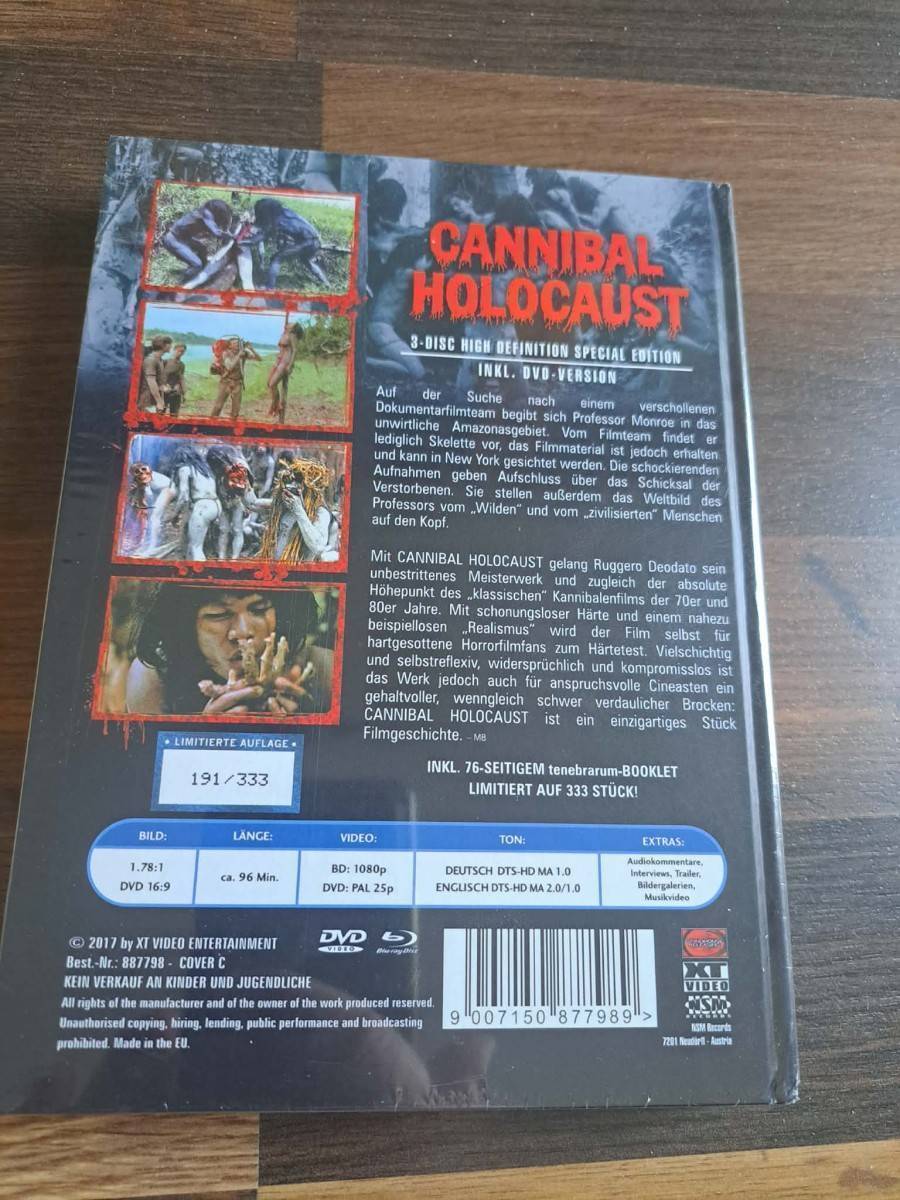 CANNIBAL
HOLOCAUST
3-DISC HIGH DEFINITION SPECIAL EDITION
INKL. DVD-VERSION
Auf der Suche nach einem verschollenen
Dokumentarfilmteam begibt sich Professor Monroe in das
unwirtliche Amazonasgebiet. Vom Filmteam findet er
lediglich Skelette vor, das Filmmaterial ist jedoch erhalten
und kann in New York gesichtet werden. Die schockierenden
Aufnahmen geben Aufschluss über das Schicksal der
Verstorbenen. Sie stellen außerdem das Weltbild des
Professors vom „Wilden“ und vom „zivilisierten“ Menschen
auf den Kopf.
Mit CANNIBAL HOLOCAUST gelang Ruggero Deodato sein
unbestrittenes Meisterwerk und zugleich der absolute
Höhepunkt des „klassischen“ Kannibalenfilms der 70er und
80er Jahre. Mit schonungsloser Härte und einem nahezu
beispiellosen „Realismus“ wird der Film selbst für
hartgesottene Horrorfilmfans zum Härtetest. Vielschichtig
und selbstreflexiv, widersprüchlich und kompromisslos ist
das Werk jedoch auch für anspruchsvolle Cineasten ein
gehaltvoller, wenngleich schwer verdaulicher Brocken:
CANNIBAL HOLOCAUST ist ein einzigartiges Stück
Filmgeschichte. – MB
• LIMITIERTE AUFLAGE •
191/333
INKL. 76-SEITIGEM tenebrarum-BOOKLET
LIMITIERT AUF 333 STÜCK!
BILD: LÄNGE: VIDEO: TON: EXTRAS:
1.78:1
DVD 16:9
ca. 96 Min.
BD: 1080p
DVD: PAL 25p
DEUTSCH DTS-HD MA 1.0
ENGLISCH DTS-HD MA 2.0/1.0
Audiokommentare,
Interviews, Trailer,
Bildergalerien,
Musikvideo
© 2017 by XT VIDEO ENTERTAINMENT
Best.-Nr.: 887798 - COVER C
KEIN VERKAUF AN KINDER UND JUGENDLICHE
All rights of the manufacturer and of the owner of the work produced reserved.
Unauthorised copying, hiring, lending, public performance and broadcasting
prohibited. Made in the EU.
DVD
VIDEO
Blu-ray Disc
9 007150 877989 >
XT
VIDEO
NSM
RECORDS
NSM Records
7201 Neudörfl - Austria